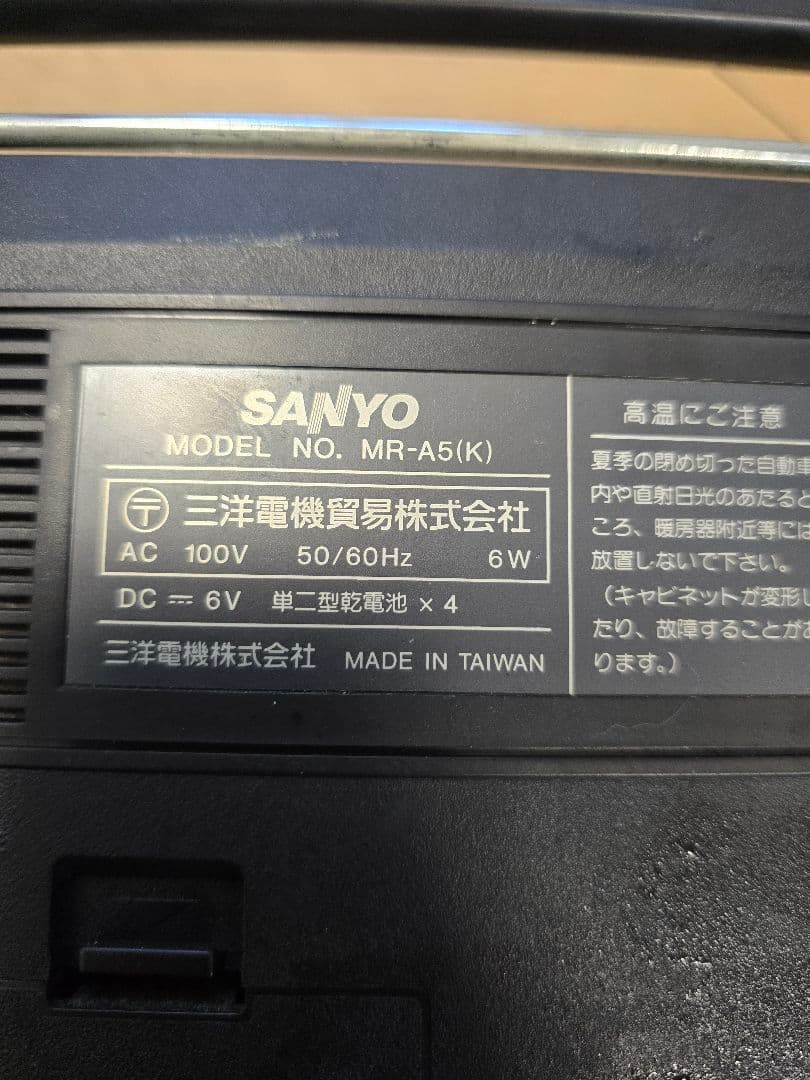 SANYO
MODEL NO. MR-A5(K)
〒 三洋電機貿易株式会社
AC 100V 50/60Hz 6W
DC ⎓ 6V 単二型乾電池 × 4
三洋電機株式会社 MADE IN TAIWAN
高温にご注意
夏季の閉め切った自動車
内や直射日光のあたると
ころ、暖房器附近等には
放置しないで下さい。
(キャビネットが変形し
たり、故障することがあ
ります。)